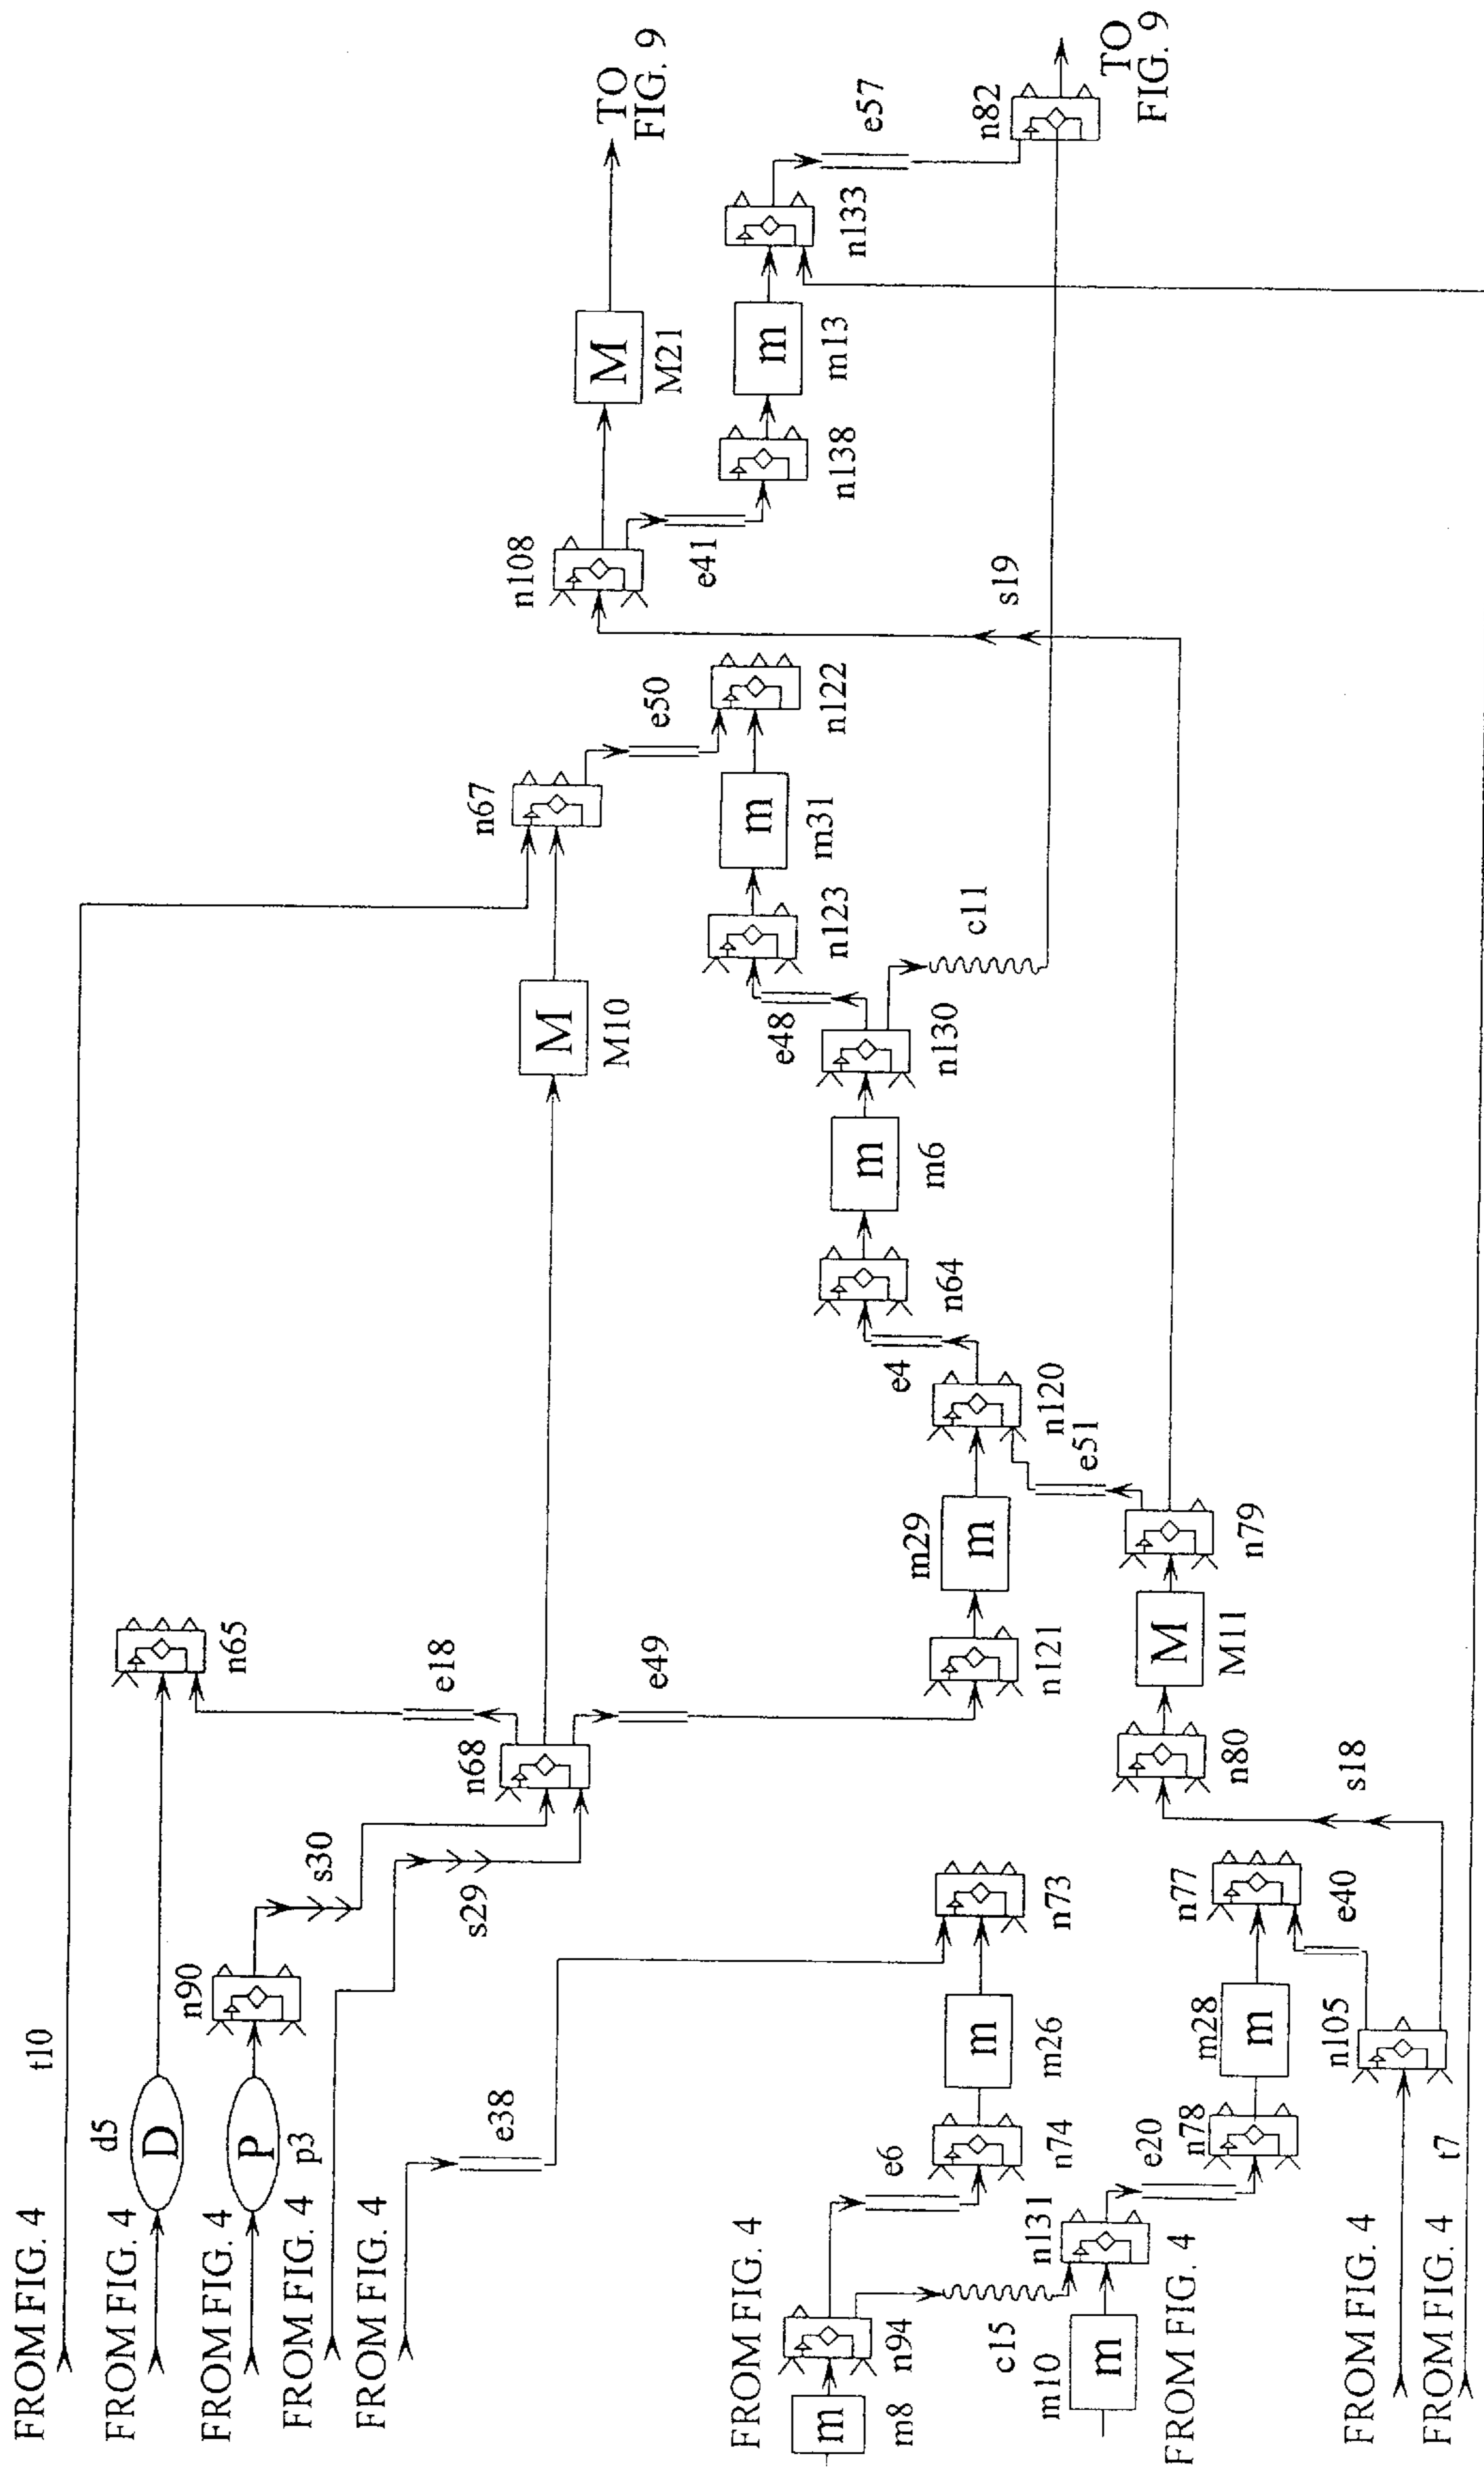 FROM FIG. 4
t10
FROM FIG. 4
d5
D
n65
FROM FIG. 4
P
p3
n90
s30
FROM FIG. 4
s29
FROM FIG. 4
e38
n68
e18
e49
M
M10
n67
e50
n108
M
M21
TO
FIG. 9
e41
FROM FIG. 4
m
m8
n94
e6
n74
m
m26
n73
n121
m29
m
n120
e4
n64
m
m6
n130
e48
n123
m
m31
n122
c11
n138
m
m13
n133
e57
n82
TO
FIG. 9
s19
c15
m10
m
FROM FIG. 4
n131
e20
n78
m28
m
n77
e40
n105
s18
n80
M
M11
n79
e51
FROM FIG. 4
FROM FIG. 4
t7